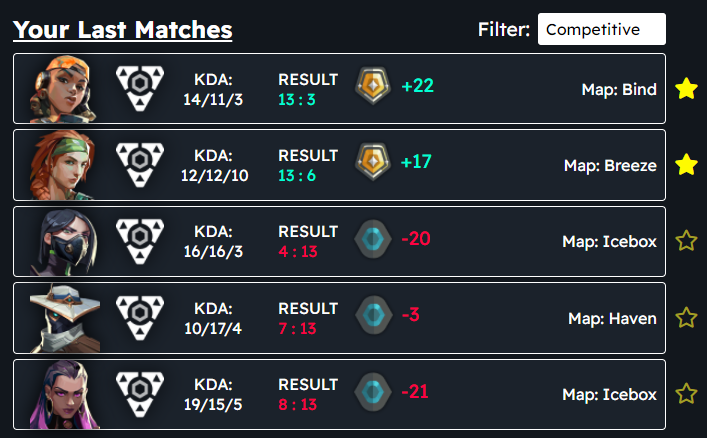 Your Last Matches
Filter: Competitive
KDA: RESULT
14/11/3 13 : 3 +22 Map: Bind
KDA: RESULT
12/12/10 13 : 6 +17 Map: Breeze
KDA: RESULT
16/16/3 4 : 13 -20 Map: Icebox
KDA: RESULT
10/17/4 7 : 13 -3 Map: Haven
KDA: RESULT
19/15/5 8 : 13 -21 Map: Icebox